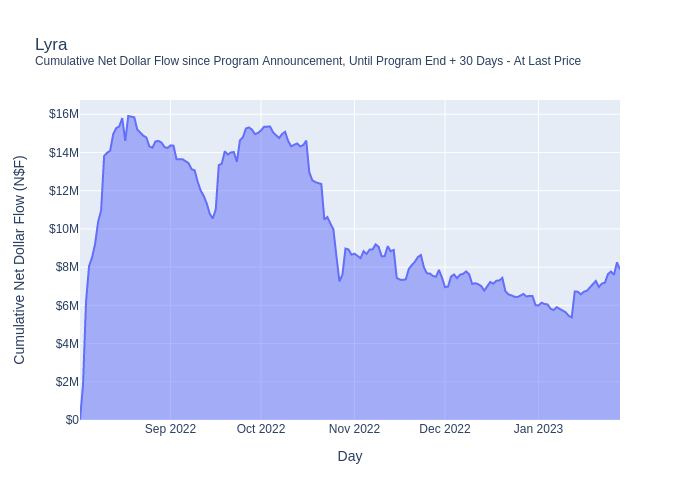 Lyra
Cumulative Net Dollar Flow since Program Announcement, Until Program End + 30 Days - At Last Price
Cumulative Net Dollar Flow (N$F)
$16M
$14M
$12M
$10M
$8M
$6M
$4M
$2M
$0
Sep 2022 Oct 2022 Nov 2022 Dec 2022 Jan 2023
Day